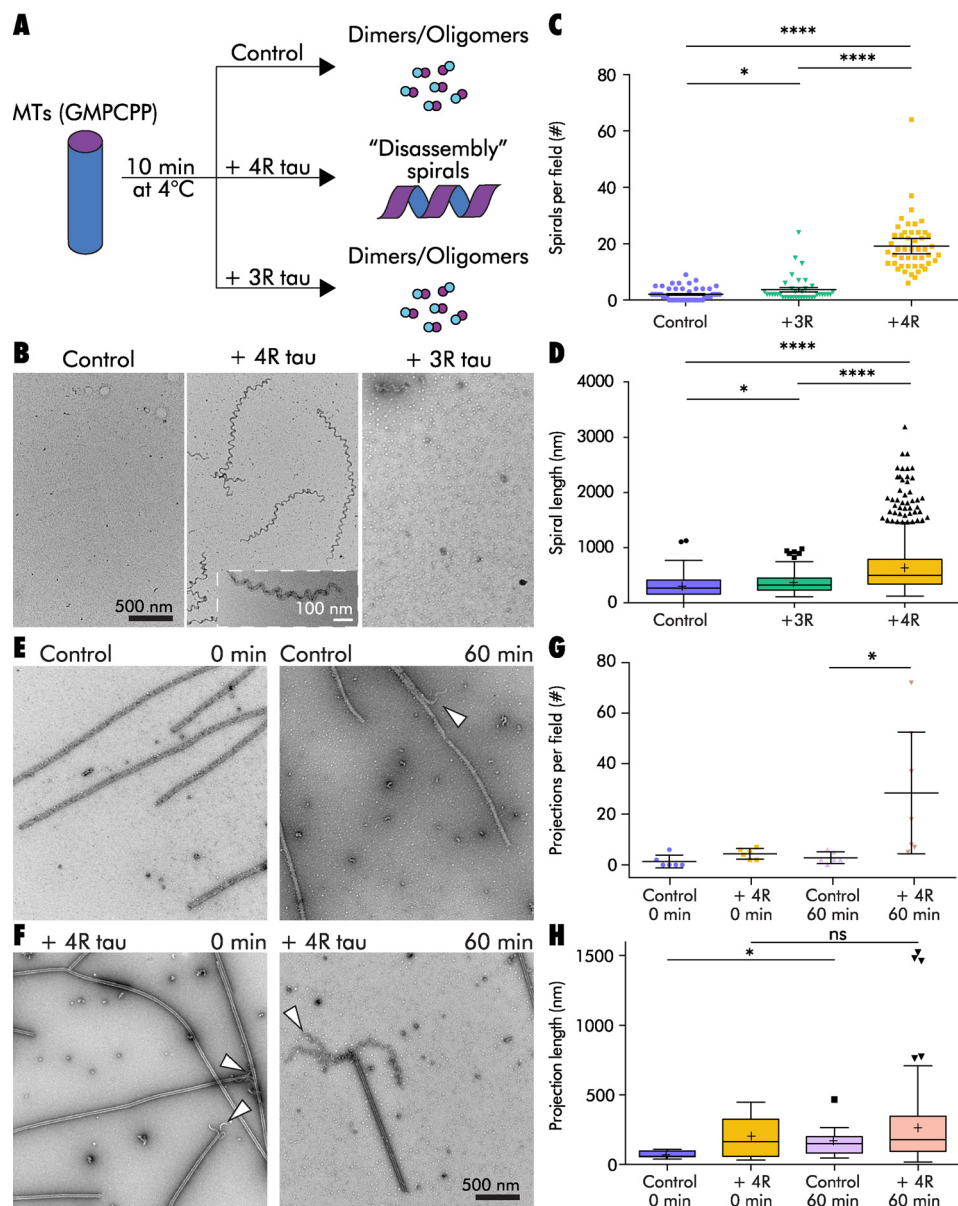 A
MTs (GMPCPP)
10 min
at 4°C
Control
Dimers/Oligomers
+ 4R tau
“Disassembly”
spirals
+ 3R tau
Dimers/Oligomers
B
Control
+ 4R tau
+ 3R tau
500 nm
100 nm
C
****
*
****
Spirals per field (#)
80
60
40
20
0
Control
+3R
+4R
D
****
*
****
Spiral length (nm)
4000
3000
2000
1000
0
Control
+3R
+4R
E
Control
0 min
Control
60 min
F
+ 4R tau
0 min
+ 4R tau
60 min
500 nm
G
*
Projections per field (#)
80
60
40
20
0
Control
0 min
+ 4R
0 min
Control
60 min
+ 4R
60 min
H
ns
*
Projection length (nm)
1500
1000
500
0
Control
0 min
+ 4R
0 min
Control
60 min
+ 4R
60 min